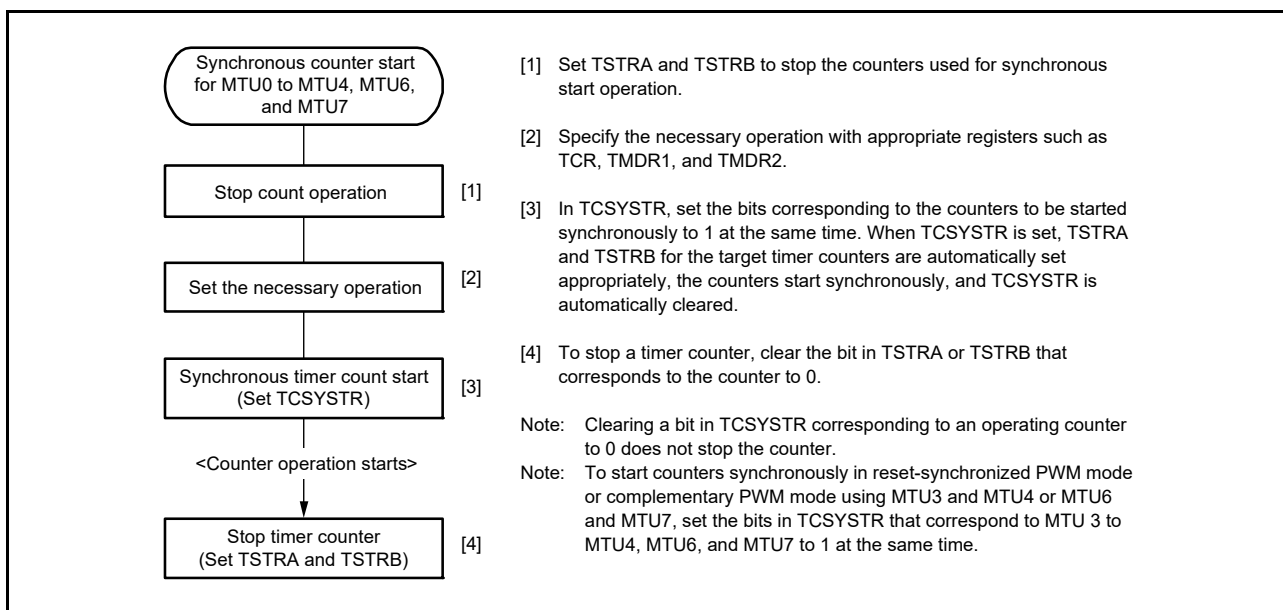 Synchronous counter start
for MTU0 to MTU4, MTU6,
and MTU7
Stop count operation
[1]
Set the necessary operation
[2]
Synchronous timer count start
(Set TCSYSTR)
[3]
<Counter operation starts>
Stop timer counter
(Set TSTRA and TSTRB)
[4]
[1] Set TSTRA and TSTRB to stop the counters used for synchronous
start operation.
[2] Specify the necessary operation with appropriate registers such as
TCR, TMDR1, and TMDR2.
[3] In TCSYSTR, set the bits corresponding to the counters to be started
synchronously to 1 at the same time. When TCSYSTR is set, TSTRA
and TSTRB for the target timer counters are automatically set
appropriately, the counters start synchronously, and TCSYSTR is
automatically cleared.
[4] To stop a timer counter, clear the bit in TSTRA or TSTRB that
corresponds to the counter to 0.
Note: Clearing a bit in TCSYSTR corresponding to an operating counter
to 0 does not stop the counter.
Note: To start counters synchronously in reset-synchronized PWM mode
or complementary PWM mode using MTU3 and MTU4 or MTU6
and MTU7, set the bits in TCSYSTR that correspond to MTU 3 to
MTU4, MTU6, and MTU7 to 1 at the same time.